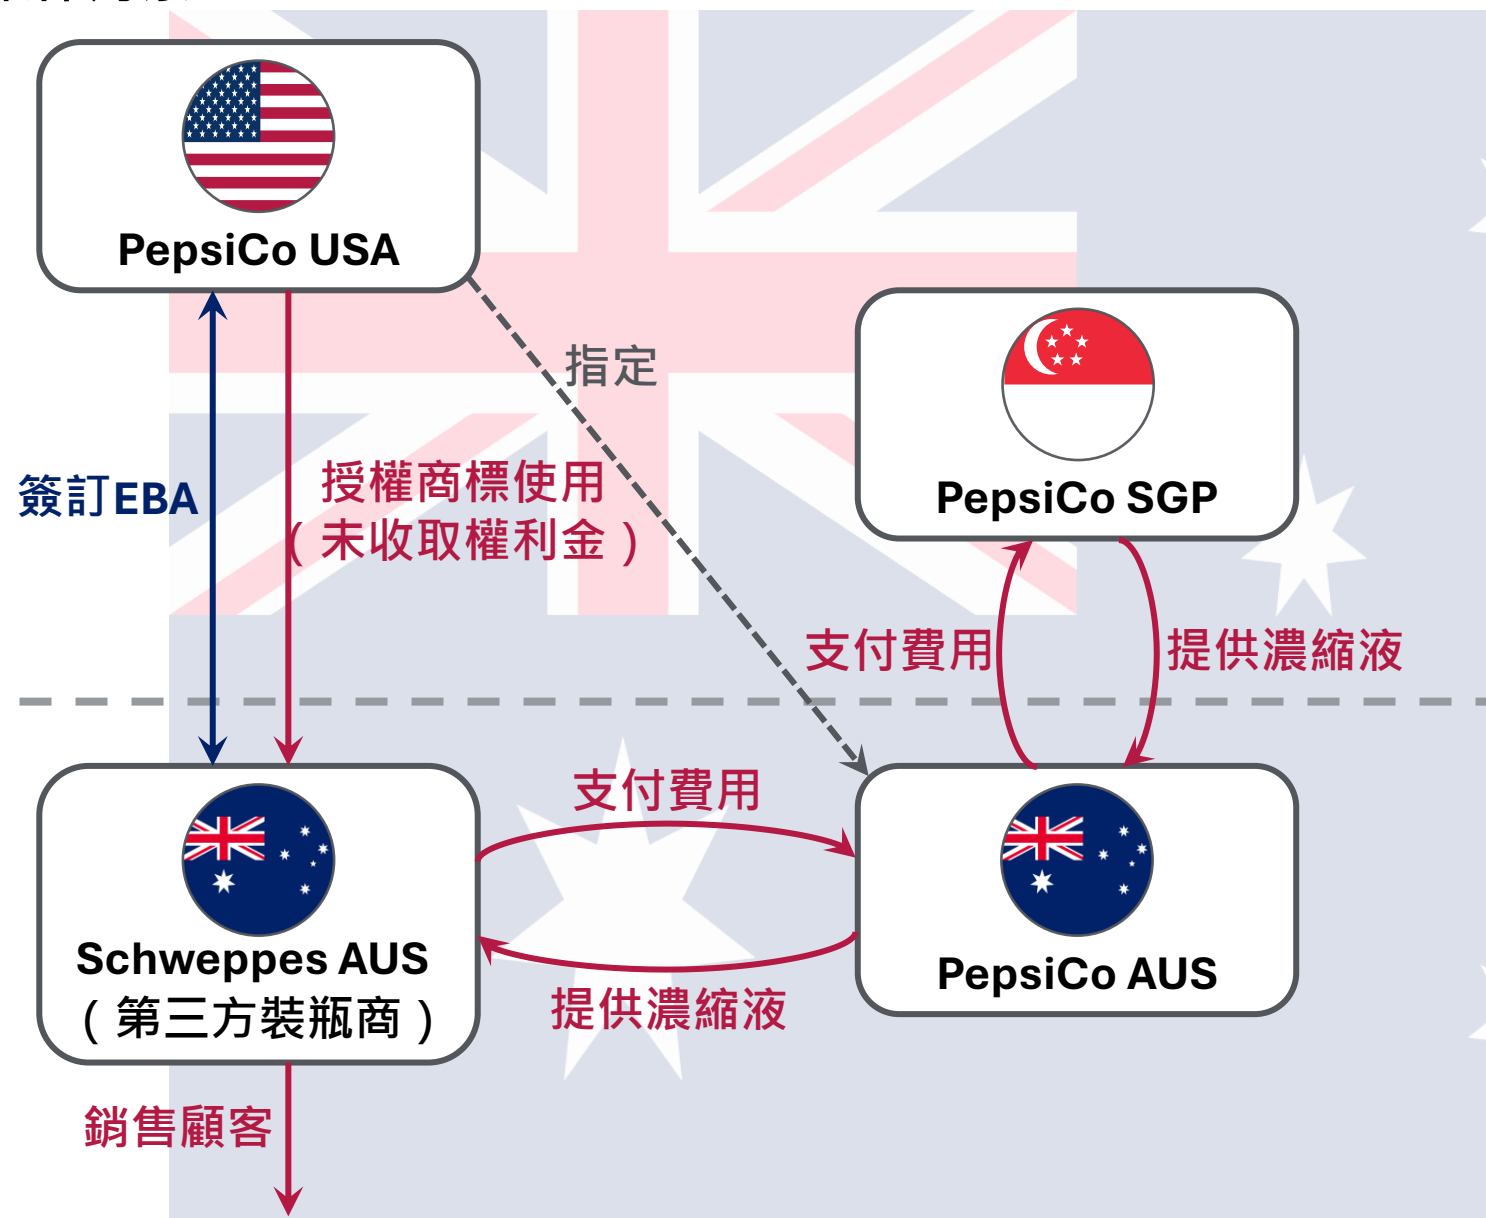 PepsiCo USA
指定
PepsiCo SGP
簽訂EBA
授權商標使用
（未收取權利金）
支付費用
提供濃縮液
支付費用
Schweppes AUS
（第三方裝瓶商）
PepsiCo AUS
提供濃縮液
銷售顧客